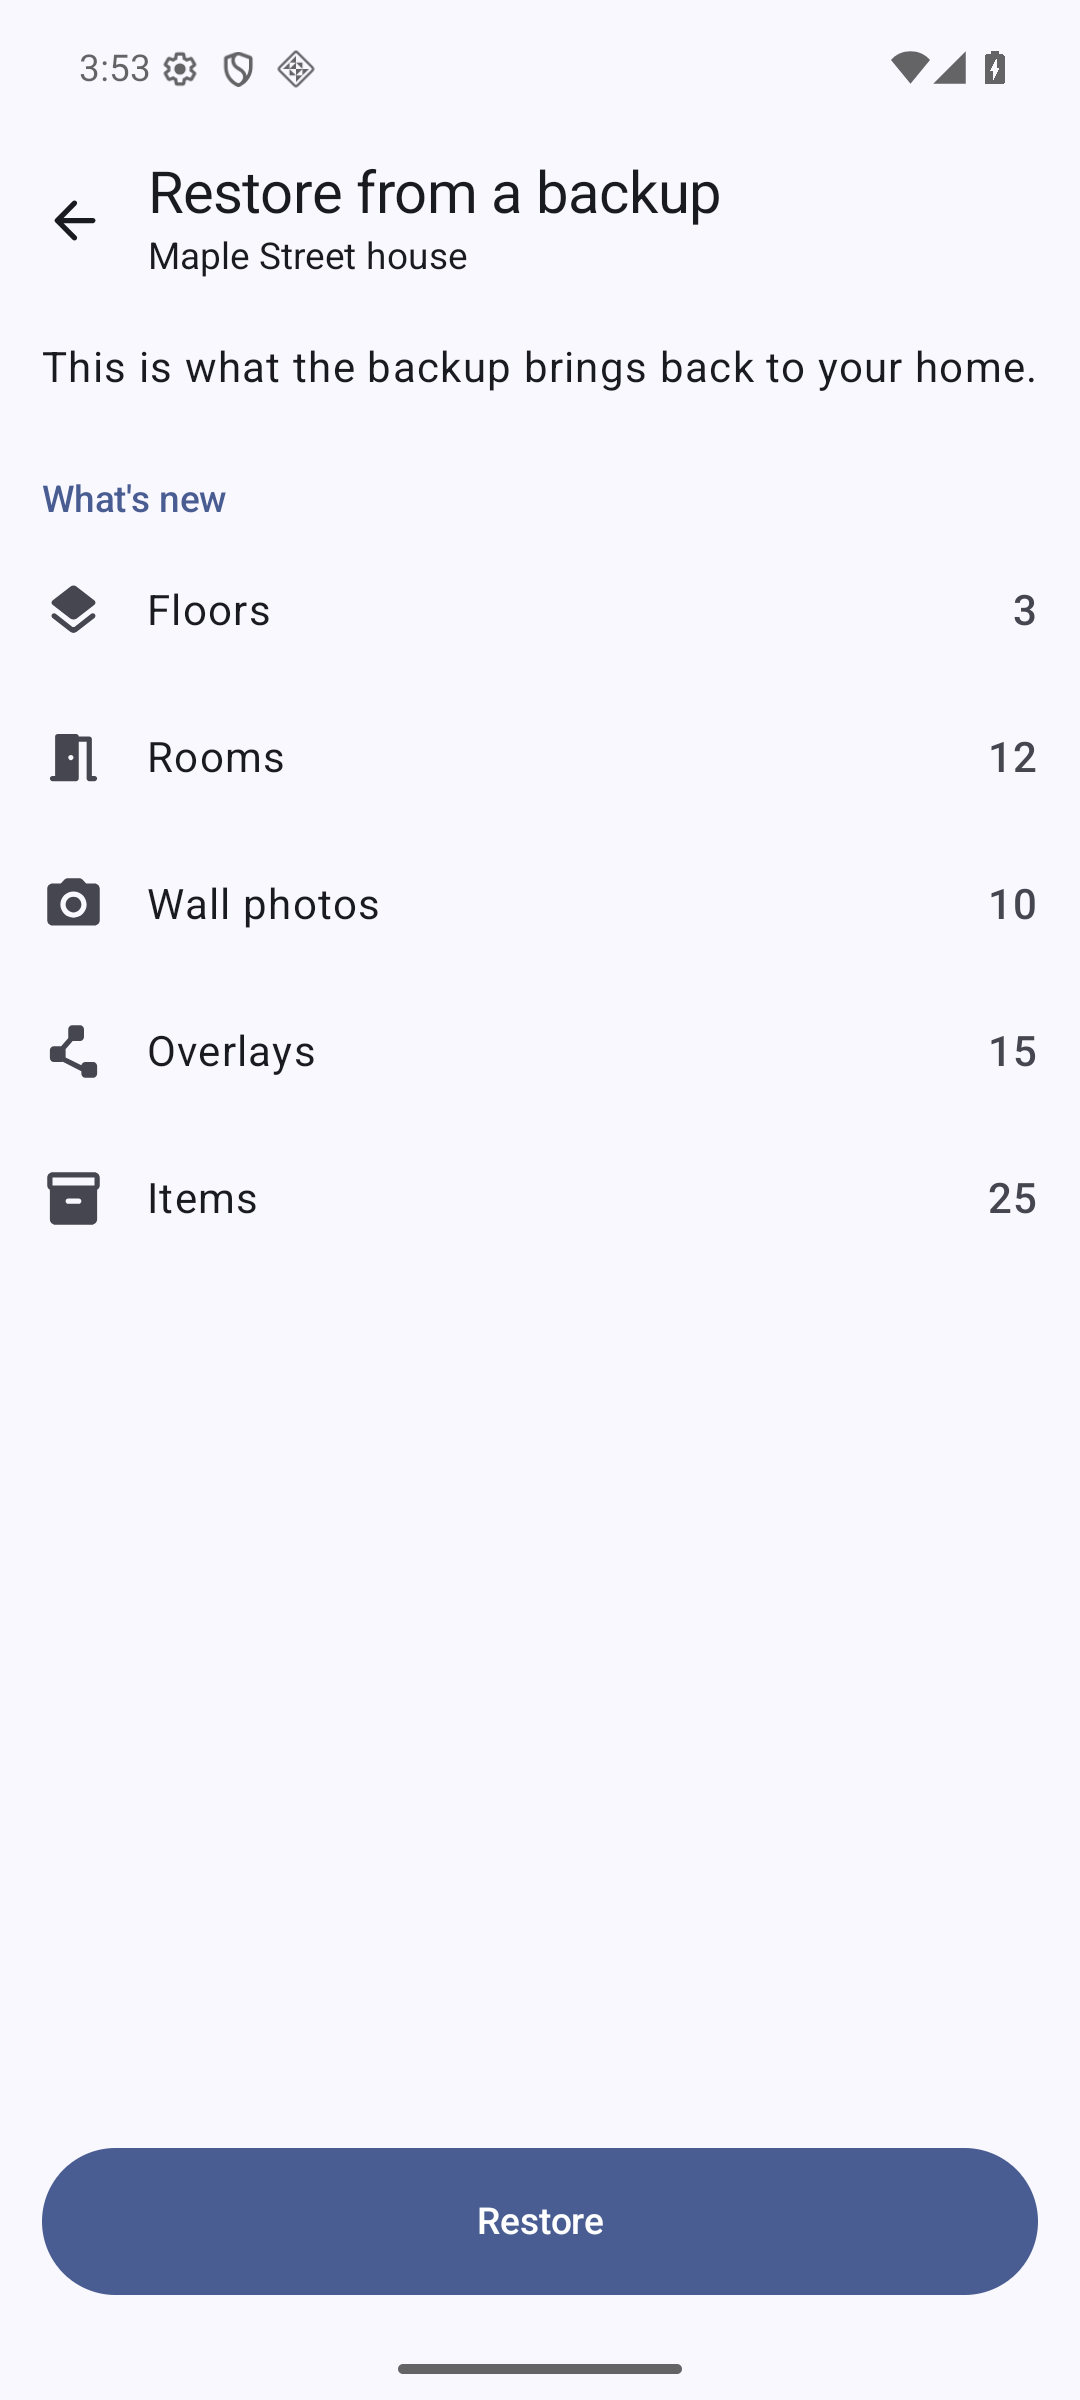 3:53
Restore from a backup
Maple Street house
This is what the backup brings back to your home.
What's new
Floors 3
Rooms 12
Wall photos 10
Overlays 15
Items 25
Restore